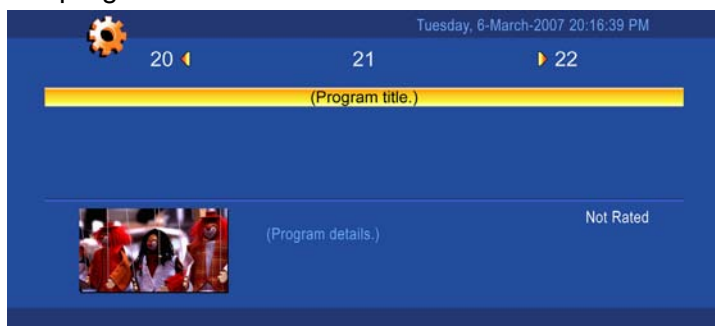 Tuesday, 6-March-2007 20:16:39 PM
20 21 22
(Program title.)
Not Rated
(Program details.)